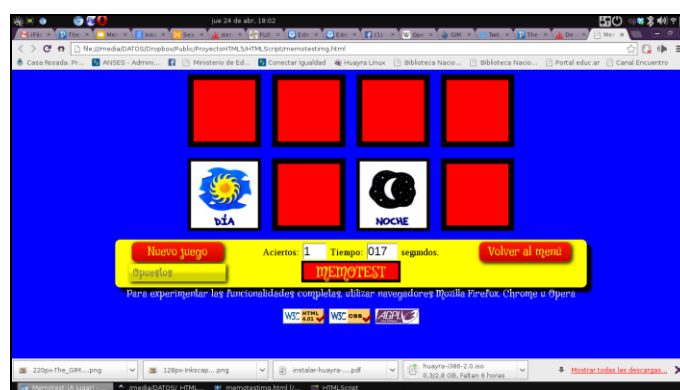 jue 24 de abr, 18:02
file:///media/DATOS/Dropbox/Public/ProyectoHTML5/HTMLScript/memotestimg.html
Casa Rosada. Pr... ANSES - Admini... Ministerio de Ed... Conectar Igualdad Huayra Linux Biblioteca Nacio... Biblioteca Nacio... Portal educ.ar Canal Encuentro
DÍA NOCHE
Nuevo juego Aciertos: 1 Tiempo: 017 segundos. Volver al menú
Opuestos MEMOTEST
Para experimentar las funcionalidades completas, utilizar navegadores Mozilla Firefox, Chrome u Opera
W3C HTML 4.01 W3C css AGPLV3
220px-The_GIM....png 128px-Inkscap....png instalar-huayra-....pdf huayra-i386-2.0.iso Mostrar todas las descargas...
0,3/2,8 GB, Faltan 6 horas
/media/DATOS/ HTML... memotestimg.html (/... HTMLScript